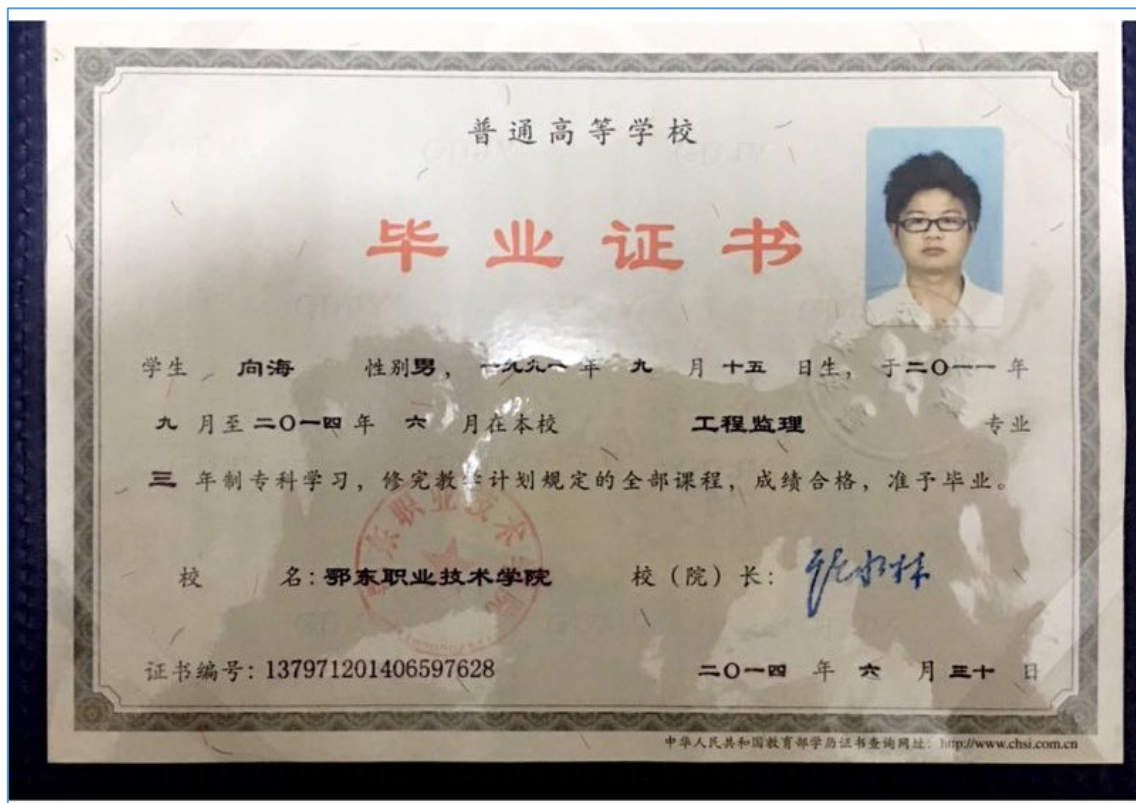 普通高等学校
毕业证书
学生 向海 性别男，一九九一年 九 月 十五 日生，于二〇一一年
九 月至二〇一四年 六 月在本校 工程监理 专业
三 年制专科学习，修完教学计划规定的全部课程，成绩合格，准予毕业。
校 名：鄂东职业技术学院 校（院）长：
证书编号：137971201406597628 二〇一四 年 六 月 三十 日
中华人民共和国教育部学历证书查询网址：http://www.chsi.com.cn